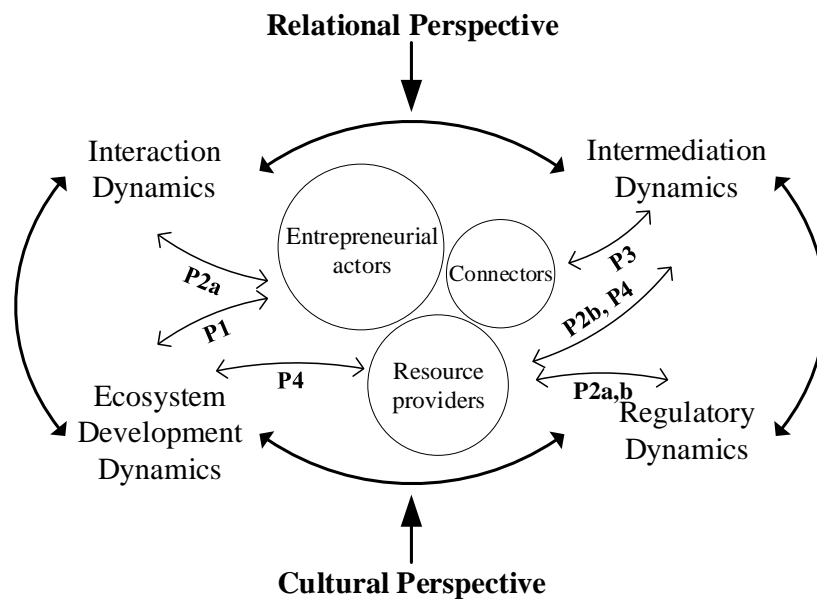 Relational Perspective
Interaction
Dynamics
Intermediation
Dynamics
Entrepreneurial
actors
Connectors
P2a
P3
P1
P2b, P4
P4
Resource
providers
P2a,b
Ecosystem
Development
Dynamics
Regulatory
Dynamics
Cultural Perspective